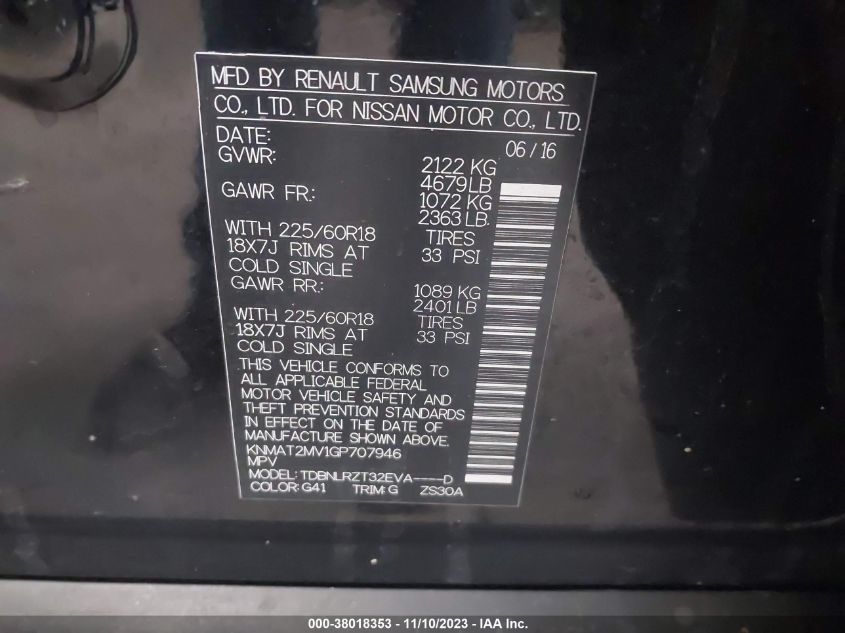 MFD BY RENAULT SAMSUNG MOTORS
CO., LTD. FOR NISSAN MOTOR CO., LTD.
DATE: 06 / 16
GVWR: 2122 KG
4679 LB
GAWR FR.: 1072 KG
2363 LB.
WITH 225/60R18 TIRES
18X7J RIMS AT 33 PSI
COLD SINGLE
GAWR RR.: 1089 KG
2401 LB
WITH 225/60R18 TIRES
18X7J RIMS AT 33 PSI
COLD SINGLE
THIS VEHICLE CONFORMS TO
ALL APPLICABLE FEDERAL
MOTOR VEHICLE SAFETY AND
THEFT PREVENTION STANDARDS
IN EFFECT ON THE DATE OF
MANUFACTURE SHOWN ABOVE.
KNMAT2MV1GP707946
MPV
MODEL: TDBNLRZT32EVA----D
COLOR: G41 TRIM: G ZS30A
000-38018353 - 11/10/2023 - IAA Inc.